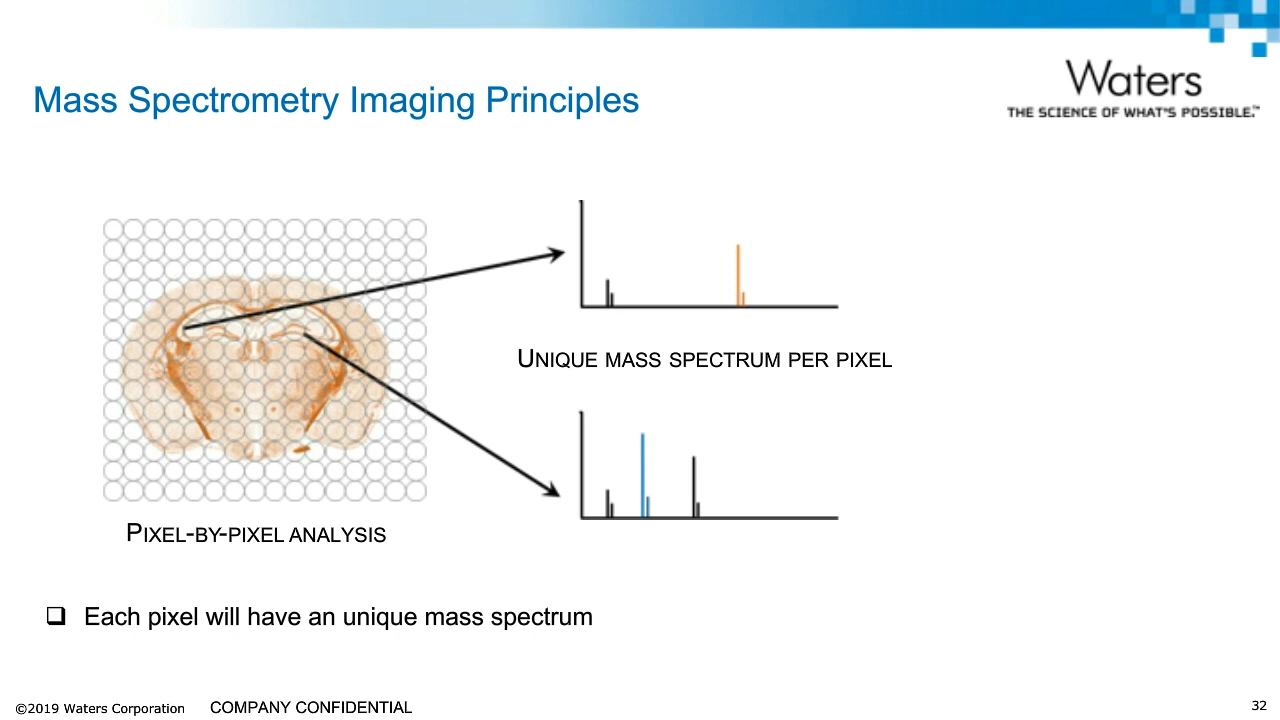 Mass Spectrometry Imaging Principles
Waters
THE SCIENCE OF WHAT'S POSSIBLE.™
UNIQUE MASS SPECTRUM PER PIXEL
PIXEL-BY-PIXEL ANALYSIS
❑ Each pixel will have an unique mass spectrum
©2019 Waters Corporation COMPANY CONFIDENTIAL
32